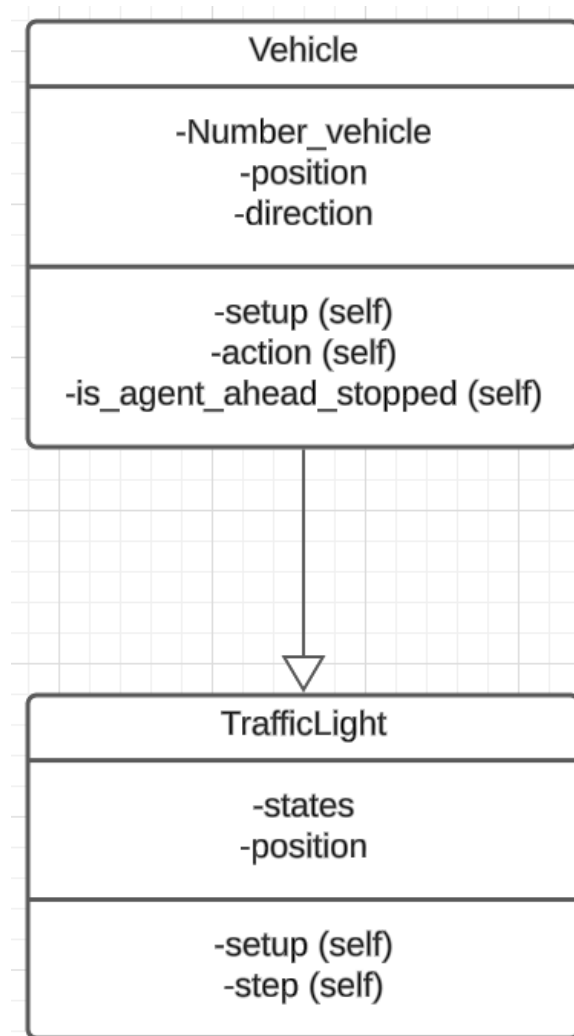 Vehicle
-Number_vehicle
-position
-direction
-setup (self)
-action (self)
-is_agent_ahead_stopped (self)
TrafficLight
-states
-position
-setup (self)
-step (self)